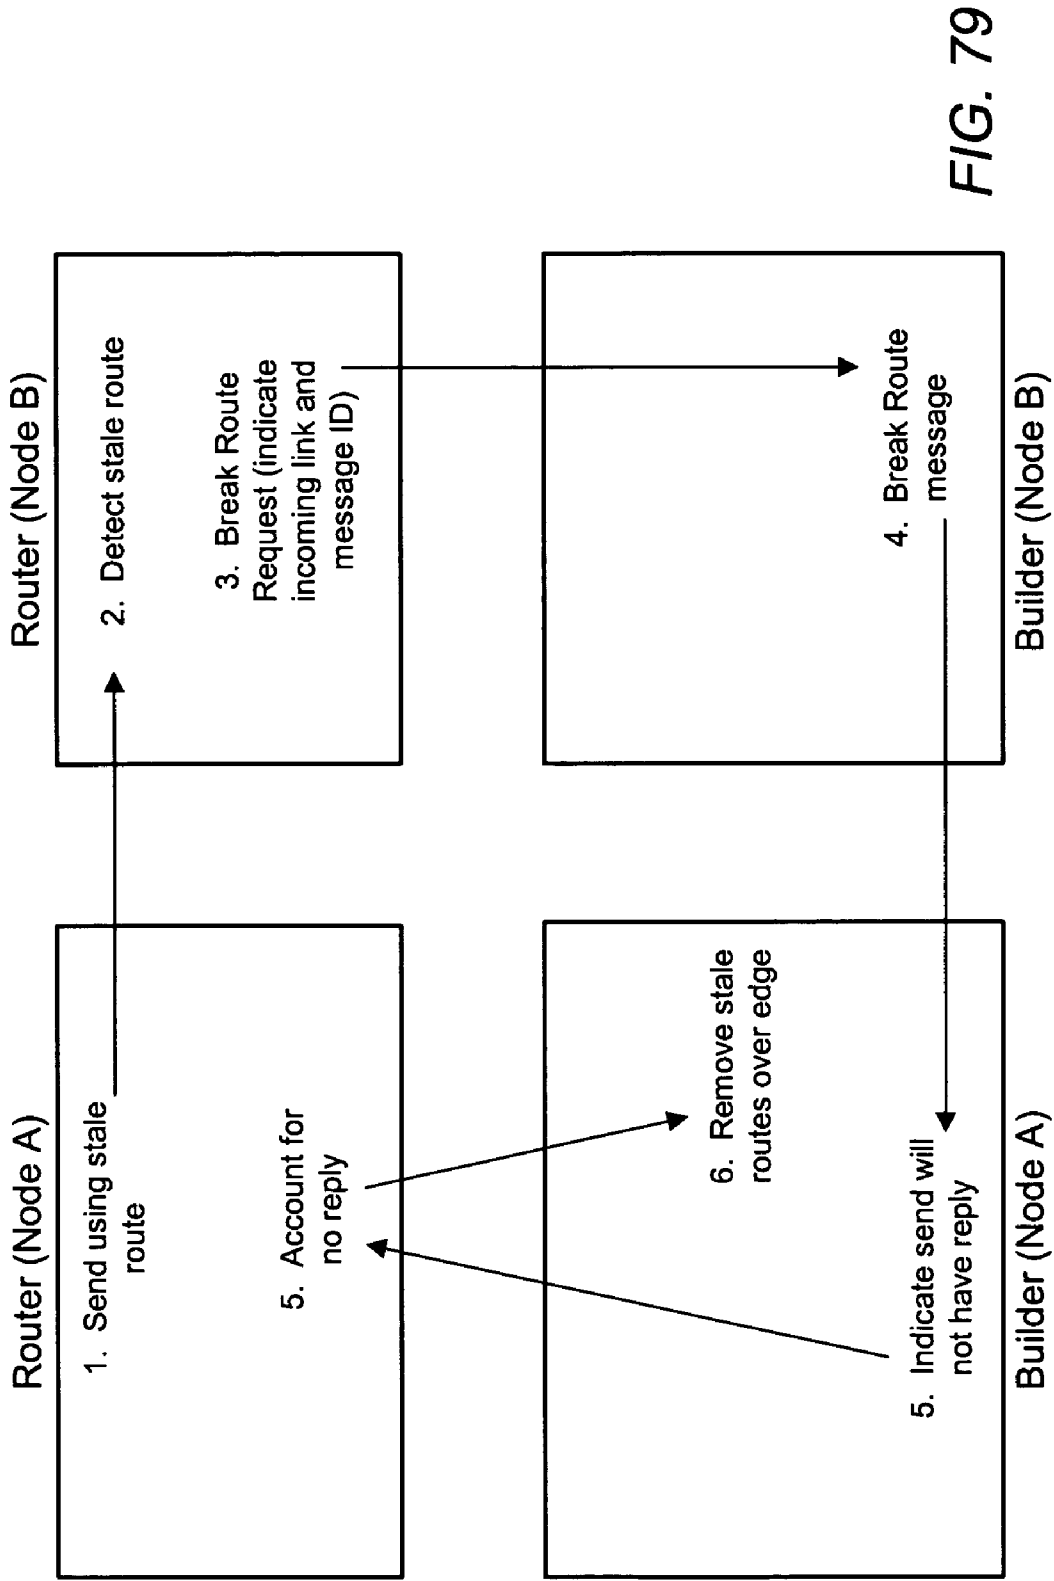 Router (Node A)
1. Send using stale
route
5. Account for
no reply
Router (Node B)
2. Detect stale route
3. Break Route
Request (indicate
incoming link and
message ID)
6. Remove stale
routes over edge
5. Indicate send will
not have reply
Builder (Node A)
4. Break Route
message
Builder (Node B)
FIG. 79